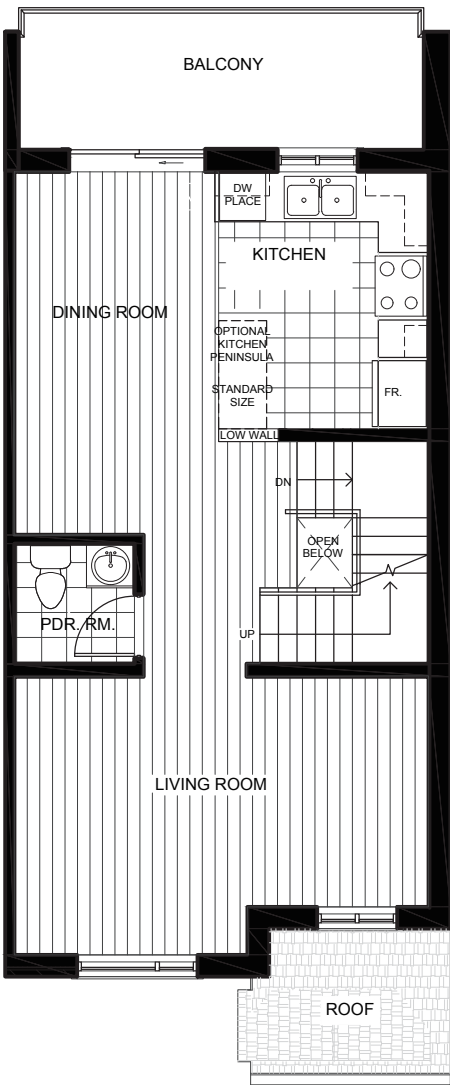 BALCONY
DW
PLACE
KITCHEN
DINING ROOM
OPTIONAL
KITCHEN
PENINSULA
STANDARD
SIZE
FR.
LOW WALL
DN
OPEN
BELOW
PDR. RM.
UP
LIVING ROOM
ROOF